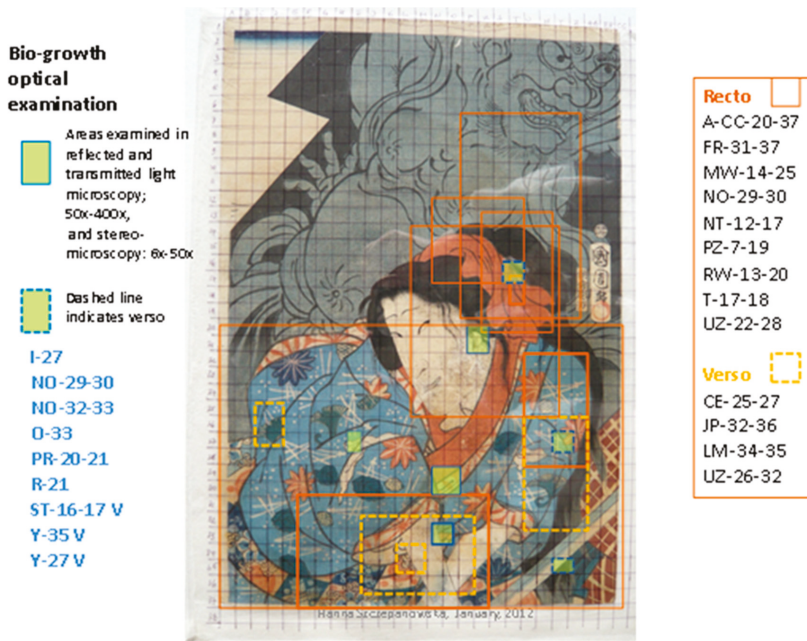 Bio-growth
optical
examination
Areas examined in
reflected and
transmitted light
microscopy;
50x-400x,
and stereo-
microscopy: 6x-50x
Dashed line
indicates verso
I-27
NO-29-30
NO-32-33
O-33
PR-20-21
R-21
ST-16-17 V
Y-35 V
Y-27 V
Hanna Szczepanowska, January, 2012
Recto
A-CC-20-37
FR-31-37
MW-14-25
NO-29-30
NT-12-17
PZ-7-19
RW-13-20
T-17-18
UZ-22-28
Verso
CE-25-27
JP-32-36
LM-34-35
UZ-26-32